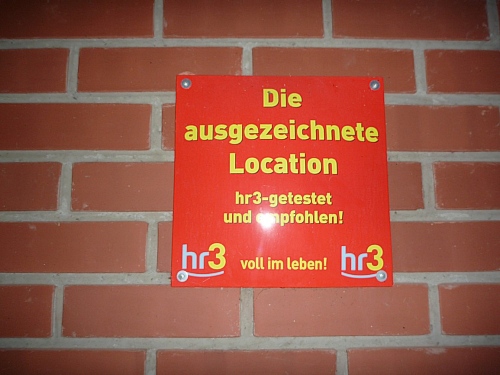 Die
ausgezeichnete
Location
hr3-getestet
und empfohlen!
hr3 voll im leben! hr3